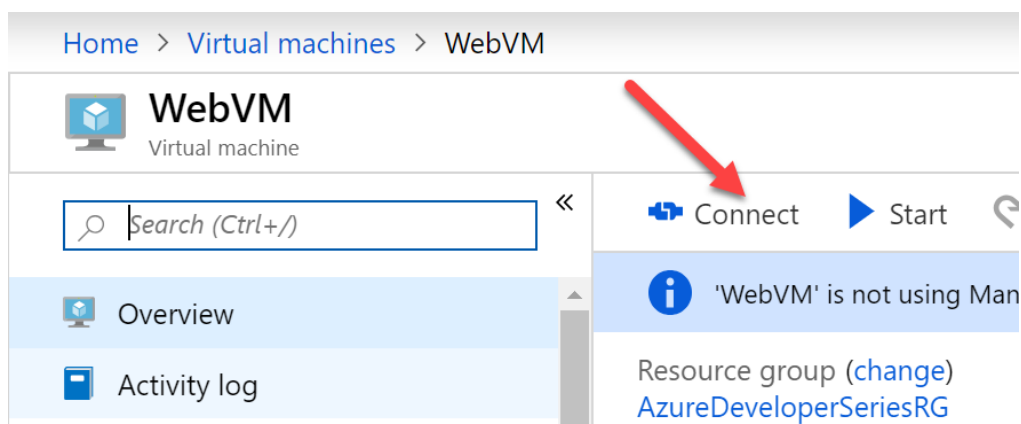 Home > Virtual machines > WebVM
WebVM
Virtual machine
Search (Ctrl+/)
«
Connect Start
'WebVM' is not using Man
Overview
Activity log
Resource group (change)
AzureDeveloperSeriesRG